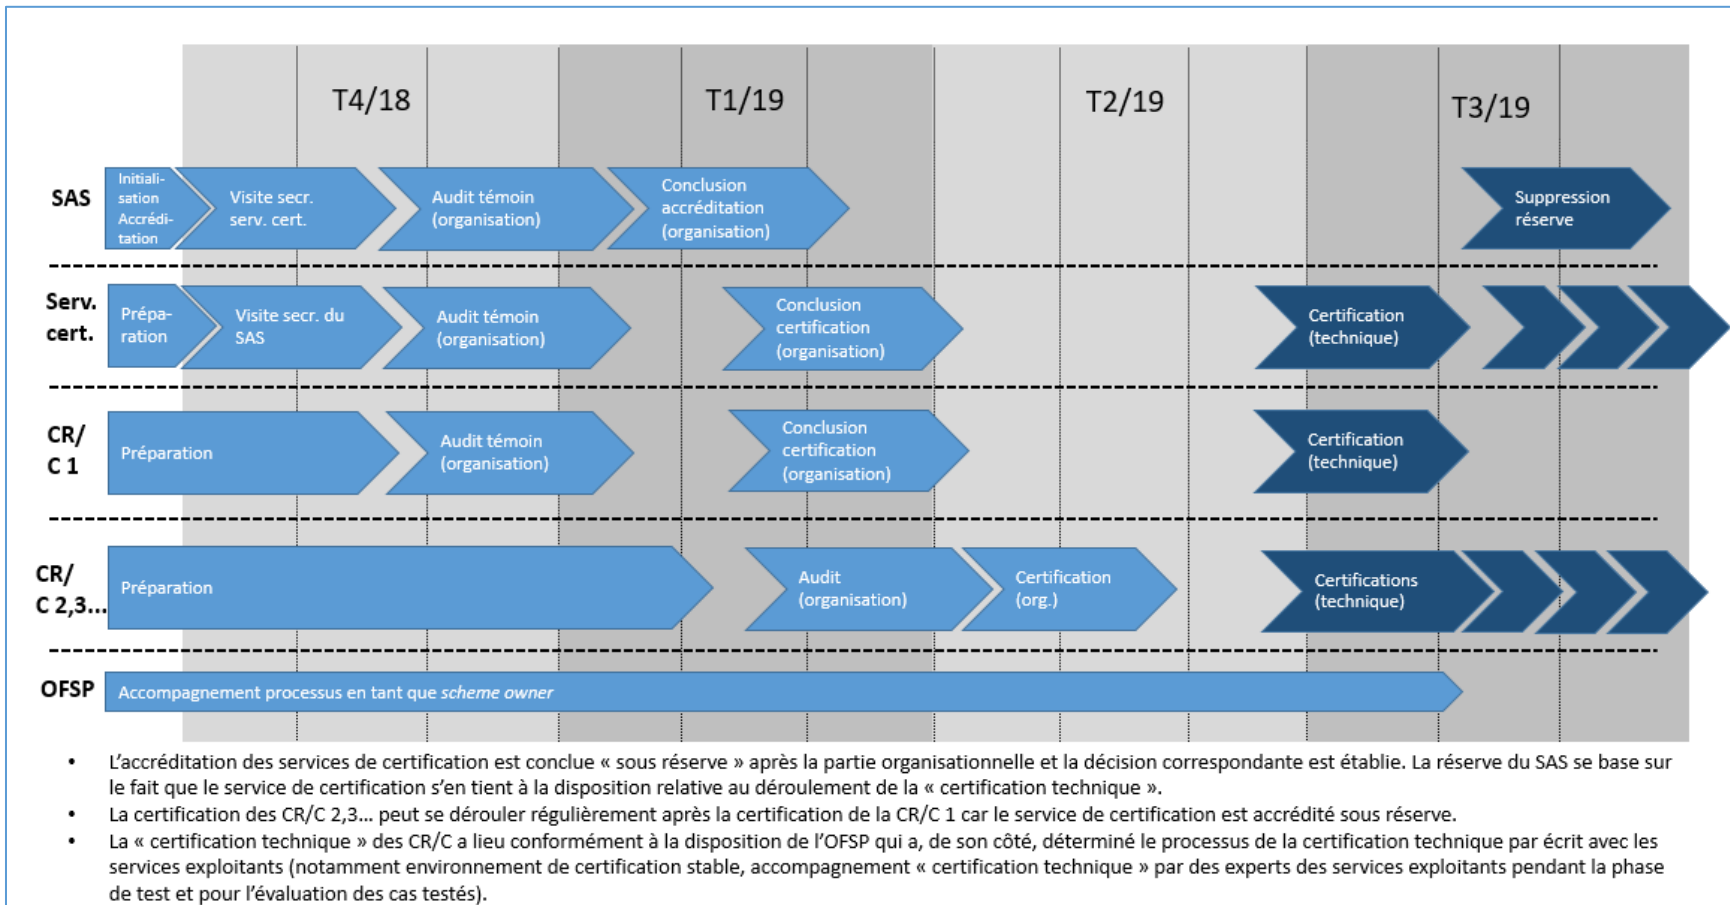 T4/18
T1/19
T2/19
T3/19
SAS
Initiali-
sation
Accrédi-
tation
Visite secr.
serv. cert.
Audit témoin
(organisation)
Conclusion
accréditation
(organisation)
Suppression
réserve
Serv.
cert.
Prépa-
ration
Visite secr. du
SAS
Audit témoin
(organisation)
Conclusion
certification
(organisation)
Certification
(technique)
CR/
C 1
Préparation
Audit témoin
(organisation)
Conclusion
certification
(organisation)
Certification
(technique)
CR/
C 2,3...
Préparation
Audit
(organisation)
Certification
(org.)
Certifications
(technique)
OFSP
Accompagnement processus en tant que scheme owner
• L’accréditation des services de certification est conclue « sous réserve » après la partie organisationnelle et la décision correspondante est établie. La réserve du SAS se base sur
le fait que le service de certification s’en tient à la disposition relative au déroulement de la « certification technique ».
• La certification des CR/C 2,3... peut se dérouler régulièrement après la certification de la CR/C 1 car le service de certification est accrédité sous réserve.
• La « certification technique » des CR/C a lieu conformément à la disposition de l’OFSP qui a, de son côté, déterminé le processus de la certification technique par écrit avec les
services exploitants (notamment environnement de certification stable, accompagnement « certification technique » par des experts des services exploitants pendant la phase
de test et pour l’évaluation des cas testés).